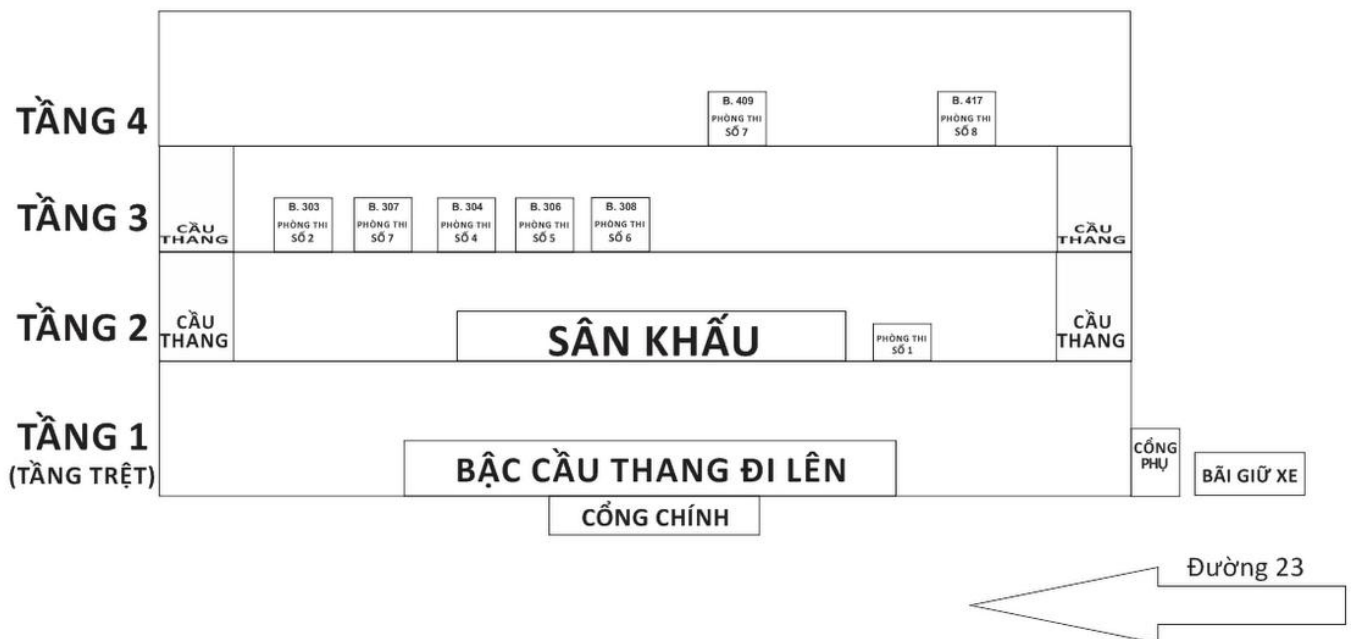 TẦNG 4
B. 409
PHÒNG THI
SỐ 7
B. 417
PHÒNG THI
SỐ 8
TẦNG 3
CẦU
THANG
B. 303
PHÒNG THI
SỐ 2
B. 307
PHÒNG THI
SỐ 7
B. 304
PHÒNG THI
SỐ 4
B. 306
PHÒNG THI
SỐ 5
B. 308
PHÒNG THI
SỐ 6
CẦU
THANG
TẦNG 2
CẦU
THANG
SÂN KHẤU
PHÒNG THI
SỐ 1
CẦU
THANG
TẦNG 1
(TẦNG TRỆT)
BẬC CẦU THANG ĐI LÊN
CỔNG
PHỤ
BÃI GIỮ XE
CỔNG CHÍNH
Đường 23